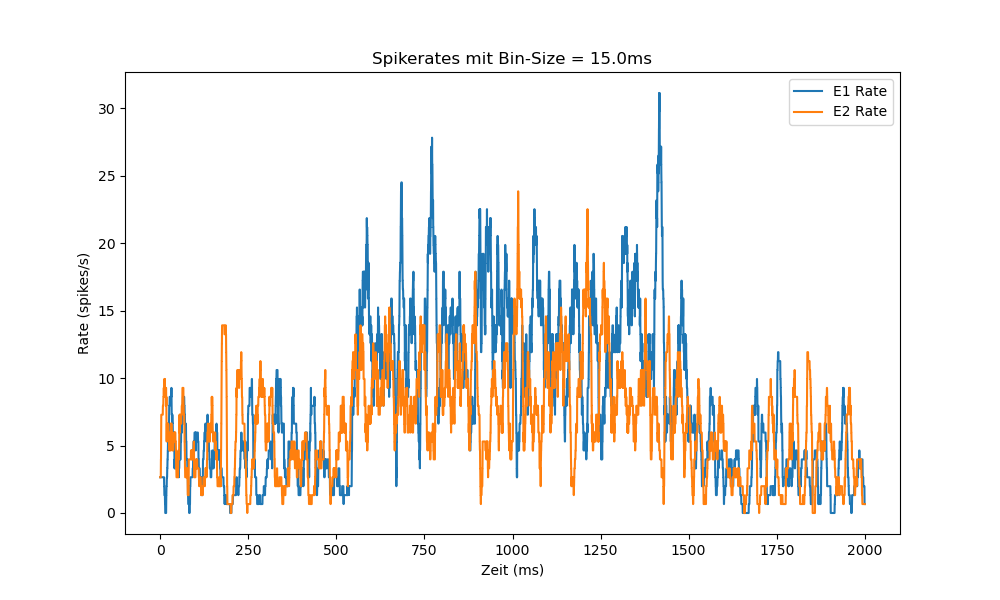 Spikerates mit Bin-Size = 15.0ms
E1 Rate
E2 Rate
Rate (spikes/s)
30
25
20
15
10
5
0
0 250 500 750 1000 1250 1500 1750 2000
Zeit (ms)